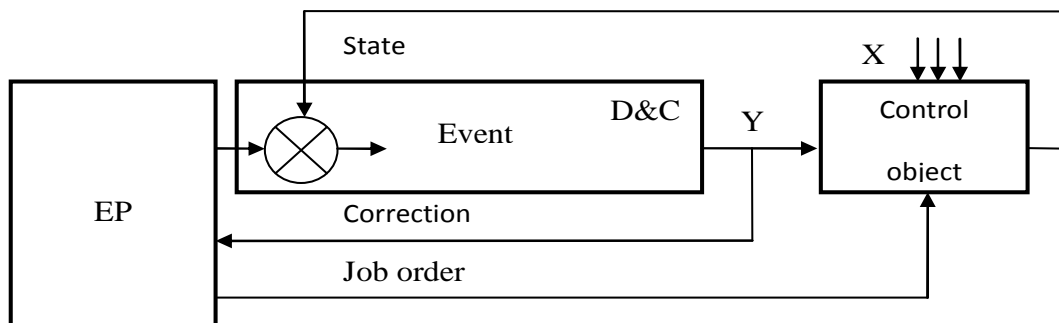 State
X
D&C
Control
Y
Event
object
EP
Correction
Job order